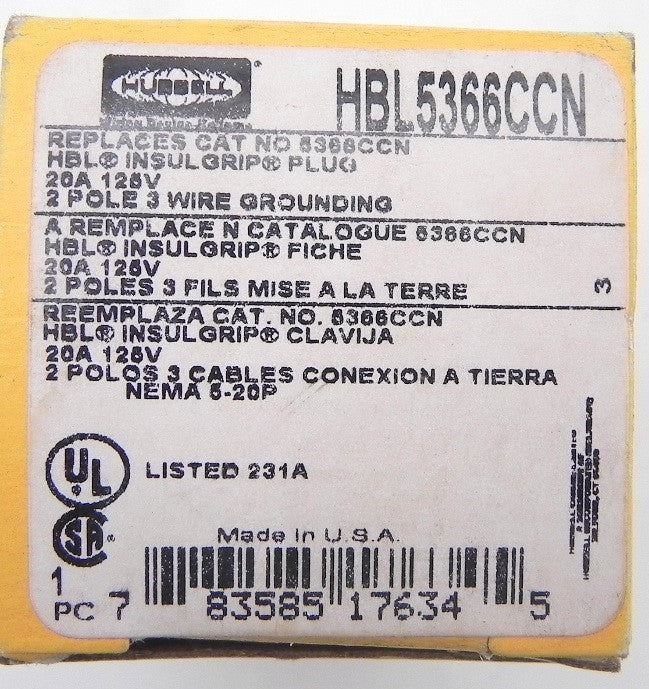 HUBBELL
HBL5366CCN
REPLACES CAT NO 5366CCN
HBL® INSULGRIP® PLUG
20A 125V
2 POLE 3 WIRE GROUNDING
A REMPLACE N CATALOGUE 5366CCN
HBL® INSULGRIP® FICHE
20A 125V
2 POLES 3 FILS MISE A LA TERRE
3
REEMPLAZA CAT. NO. 5366CCN
HBL® INSULGRIP® CLAVIJA
20A 125V
2 POLOS 3 CABLES CONEXION A TIERRA
NEMA 5-20P
UL ®
LISTED 231A
SA ®
Made in U.S.A.
1
PC 7 83585 17634 5